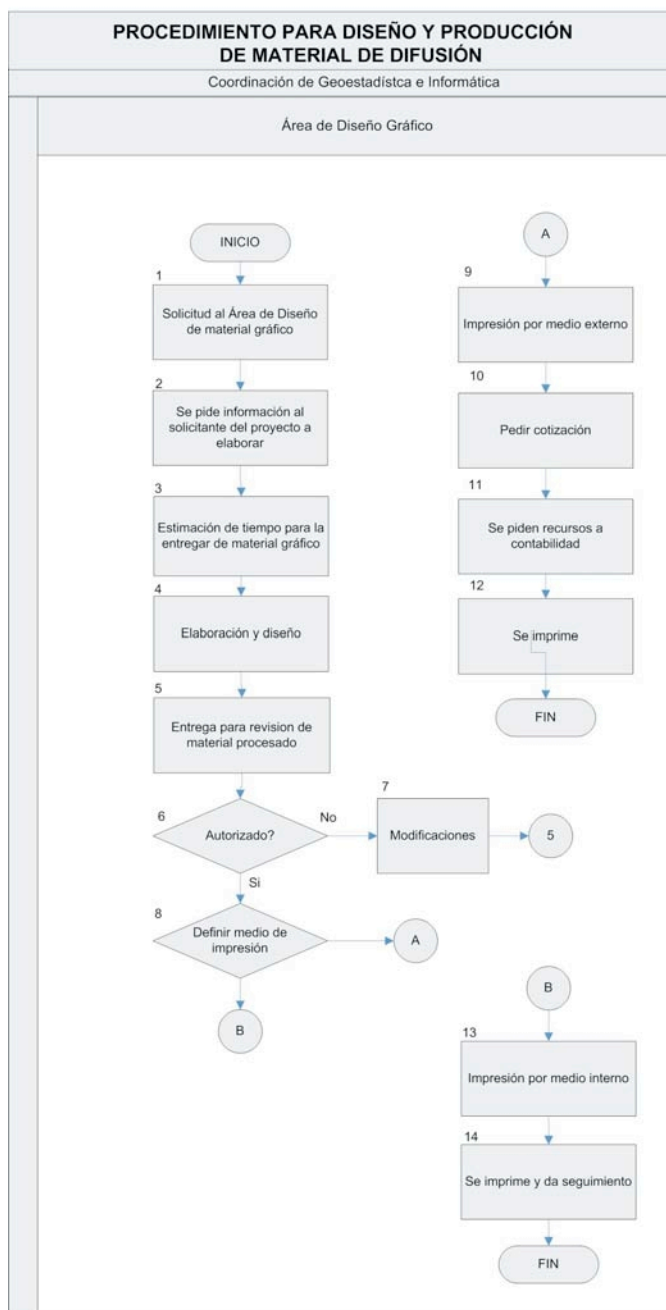 PROCEDIMIENTO PARA DISEÑO Y PRODUCCIÓN
DE MATERIAL DE DIFUSIÓN
Coordinación de Geoestadístca e Informática
Área de Diseño Gráfico
INICIO
1
Solicitud al Área de Diseño
de material gráfico
2
Se pide información al
solicitante del proyecto a
elaborar
3
Estimación de tiempo para la
entregar de material gráfico
4
Elaboración y diseño
5
Entrega para revision de
material procesado
6
Autorizado?
No
7
Modificaciones
5
Si
8
Definir medio de
impresión
A
B
A
9
Impresión por medio externo
10
Pedir cotización
11
Se piden recursos a
contabilidad
12
Se imprime
FIN
B
13
Impresión por medio interno
14
Se imprime y da seguimiento
FIN